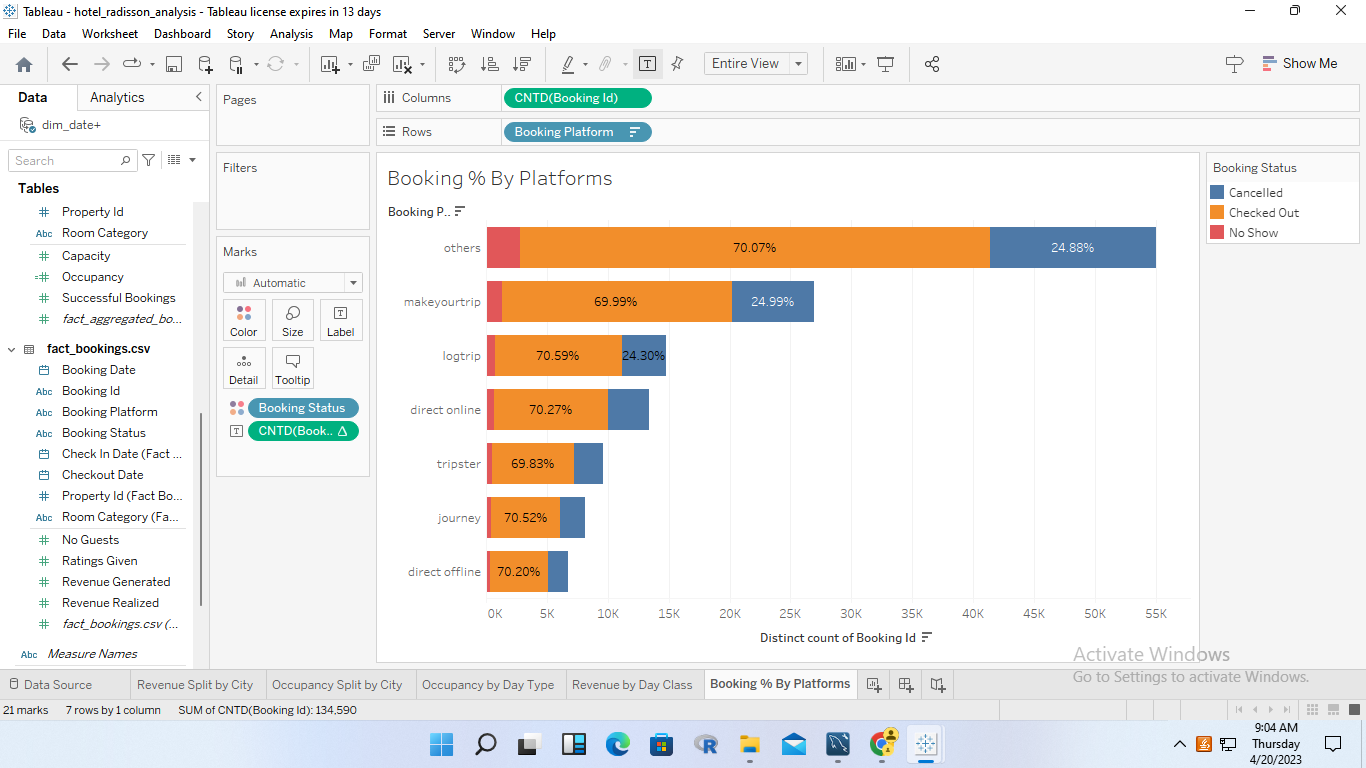 Tableau - hotel_radisson_analysis - Tableau license expires in 13 days
File Data Worksheet Dashboard Story Analysis Map Format Server Window Help
Entire View
Show Me
Data Analytics
dim_date+
Search
Tables
# Property Id
Abc Room Category
# Capacity
=# Occupancy
# Successful Bookings
# fact_aggregated_bo...
fact_bookings.csv
Booking Date
Abc Booking Id
Abc Booking Platform
Abc Booking Status
Check In Date (Fact ...
Checkout Date
# Property Id (Fact Bo...
Abc Room Category (Fa...
# No Guests
# Ratings Given
# Revenue Generated
# Revenue Realized
# fact_bookings.csv (...
Abc Measure Names
Pages
Filters
Marks
Automatic
Color Size Label
Detail Tooltip
Booking Status
CNTD(Book.. Δ
Columns CNTD(Booking Id)
Rows Booking Platform
Booking % By Platforms
Booking P..
others 70.07% 24.88%
makeyourtrip 69.99% 24.99%
logtrip 70.59% 24.30%
direct online 70.27%
tripster 69.83%
journey 70.52%
direct offline 70.20%
0K 5K 10K 15K 20K 25K 30K 35K 40K 45K 50K 55K
Distinct count of Booking Id
Booking Status
Cancelled
Checked Out
No Show
Activate Windows
Go to Settings to activate Windows.
Data Source Revenue Split by City Occupancy Split by City Occupancy by Day Type Revenue by Day Class Booking % By Platforms
21 marks 7 rows by 1 column SUM of CNTD(Booking Id): 134,590
R
9:04 AM
Thursday
4/20/2023